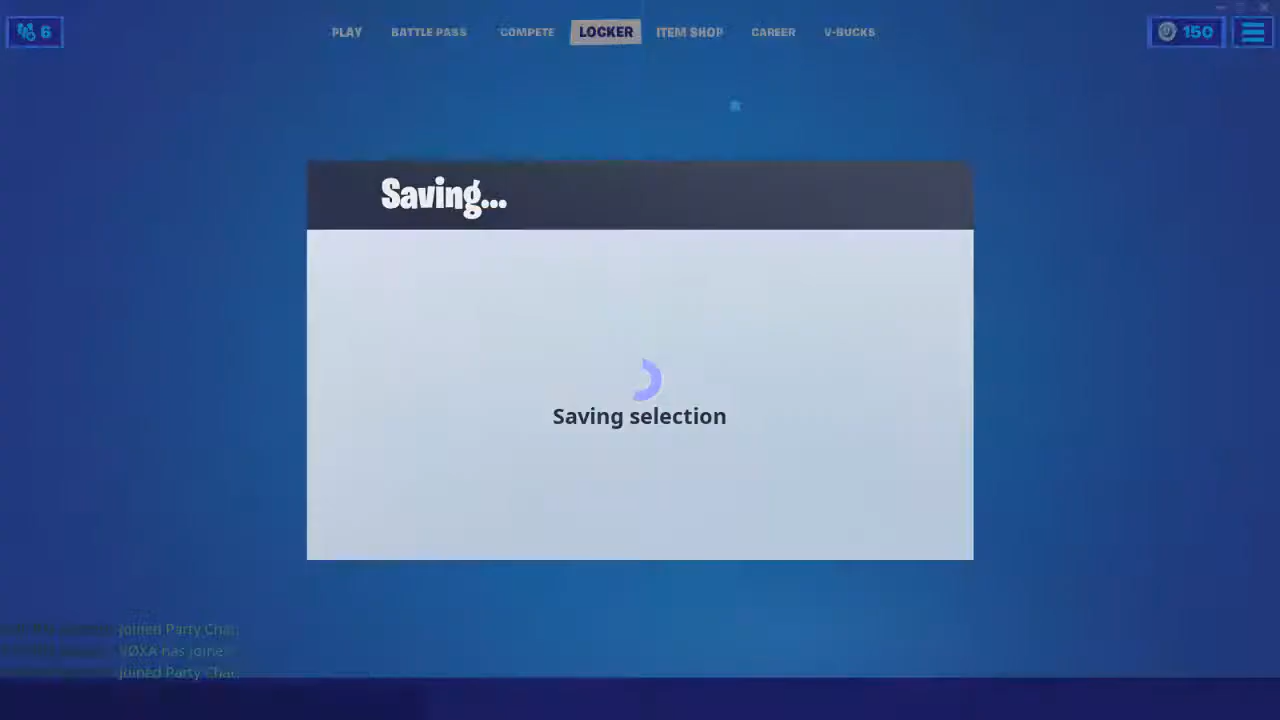 6
PLAY
BATTLE PASS
COMPETE
LOCKER
ITEM SHOP
CAREER
V-BUCKS
150
Saving...
Saving selection
Joined Party Chat.
VØXA has joine
Joined Party Chat.